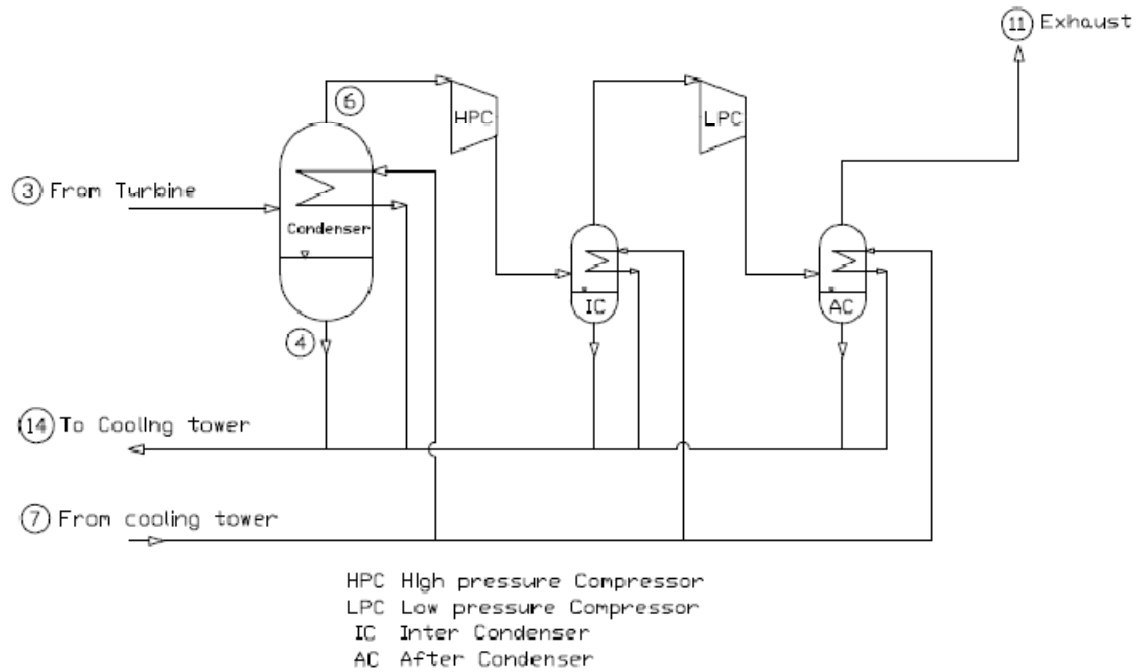 11 Exhaust
6
HPC
LPC
3 From Turbine
Condenser
IC
AC
4
14 To Cooling tower
7 From cooling tower
HPC High pressure Compressor
LPC Low pressure Compressor
IC Inter Condenser
AC After Condenser